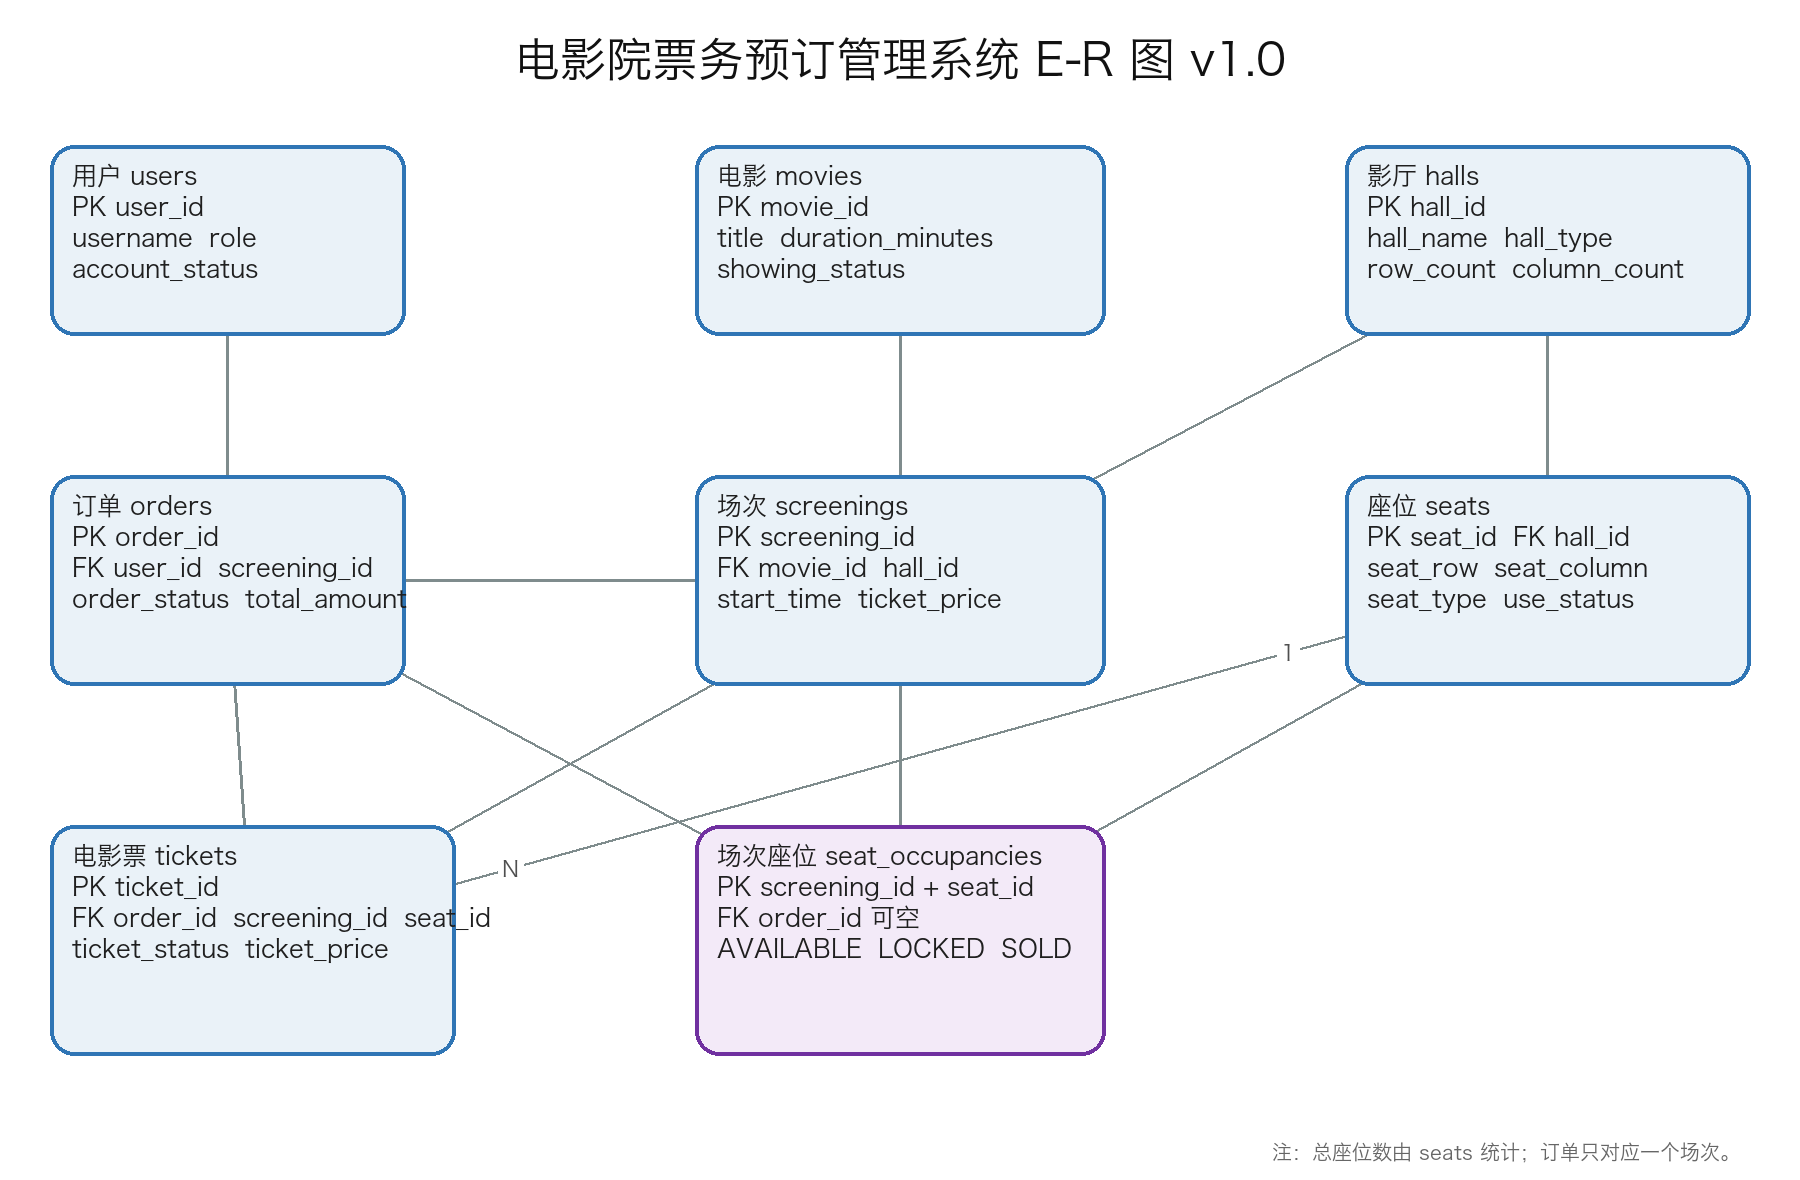 电影院票务预订管理系统 E-R 图 v1.0
用户 users
PK user_id
username role
account_status
电影 movies
PK movie_id
title duration_minutes
showing_status
影厅 halls
PK hall_id
hall_name hall_type
row_count column_count
订单 orders
PK order_id
FK user_id screening_id
order_status total_amount
场次 screenings
PK screening_id
FK movie_id hall_id
start_time ticket_price
座位 seats
PK seat_id FK hall_id
seat_row seat_column
seat_type use_status
1
N
电影票 tickets
PK ticket_id
FK order_id screening_id seat_id
ticket_status ticket_price
场次座位 seat_occupancies
PK screening_id + seat_id
FK order_id 可空
AVAILABLE LOCKED SOLD
注：总座位数由 seats 统计；订单只对应一个场次。